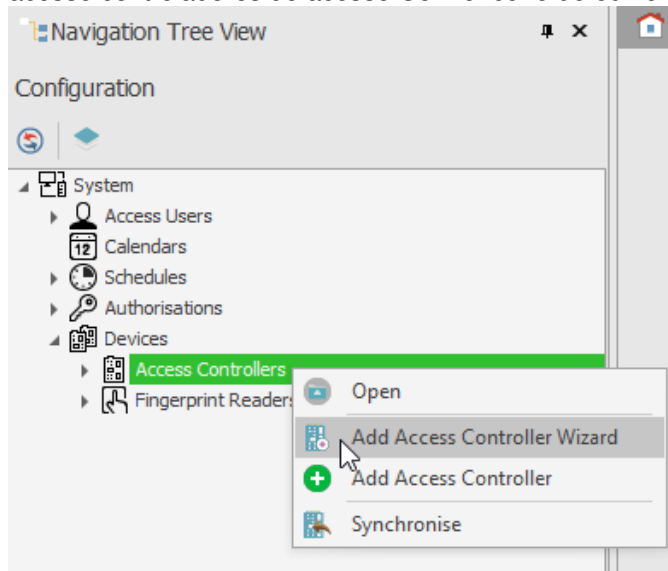 Navigation Tree View
Configuration
System
Access Users
12 Calendars
Schedules
Authorisations
Devices
Access Controllers
Fingerprint Readers
Open
Add Access Controller Wizard
Add Access Controller
Synchronise